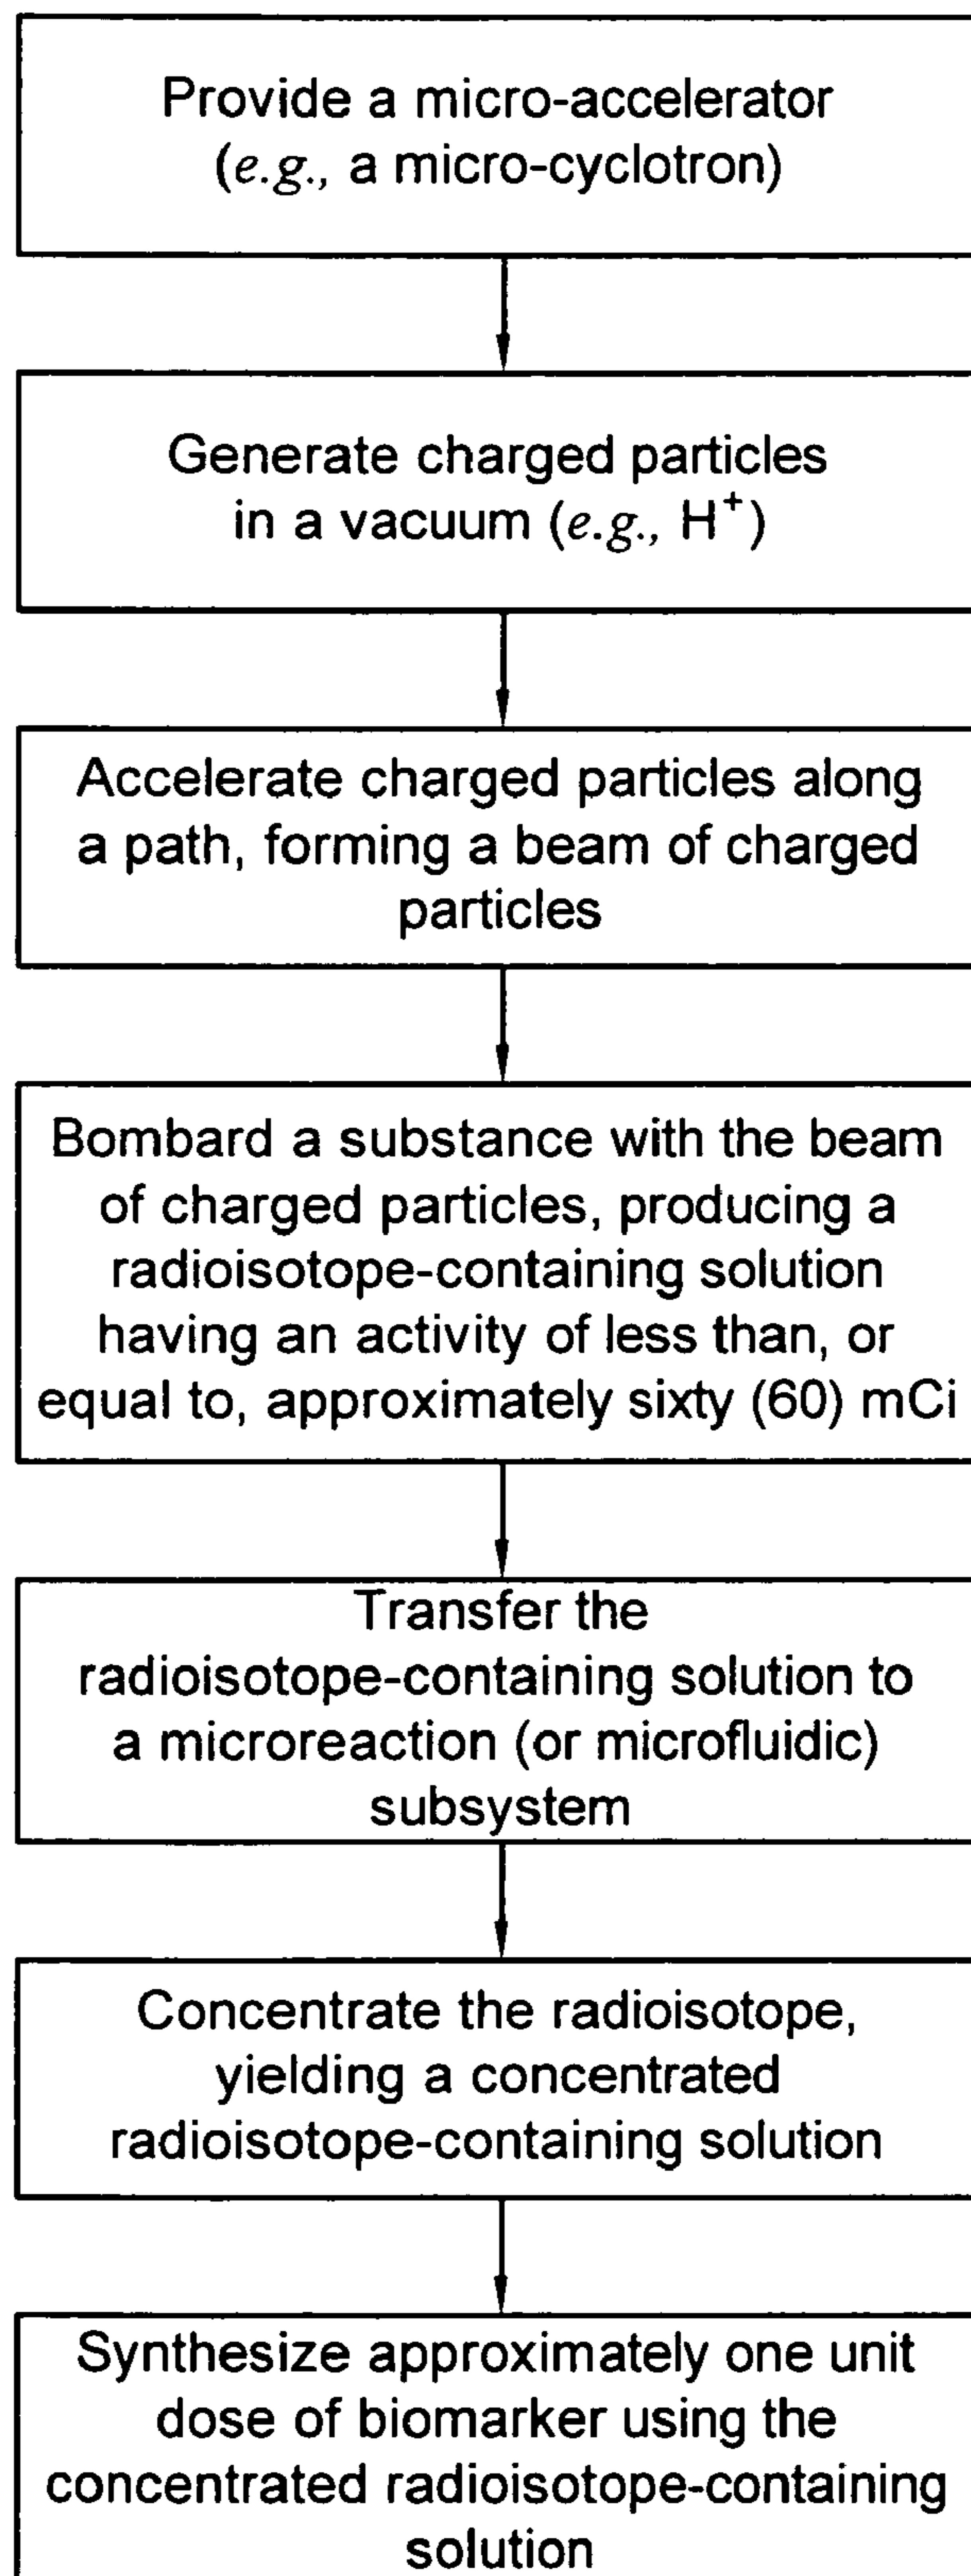 Provide a micro-accelerator
(e.g., a micro-cyclotron)
Generate charged particles
in a vacuum (e.g., H⁺)
Accelerate charged particles along
a path, forming a beam of charged
particles
Bombard a substance with the beam
of charged particles, producing a
radioisotope-containing solution
having an activity of less than, or
equal to, approximately sixty (60) mCi
Transfer the
radioisotope-containing solution to
a microreaction (or microfluidic)
subsystem
Concentrate the radioisotope,
yielding a concentrated
radioisotope-containing solution
Synthesize approximately one unit
dose of biomarker using the
concentrated radioisotope-containing
solution